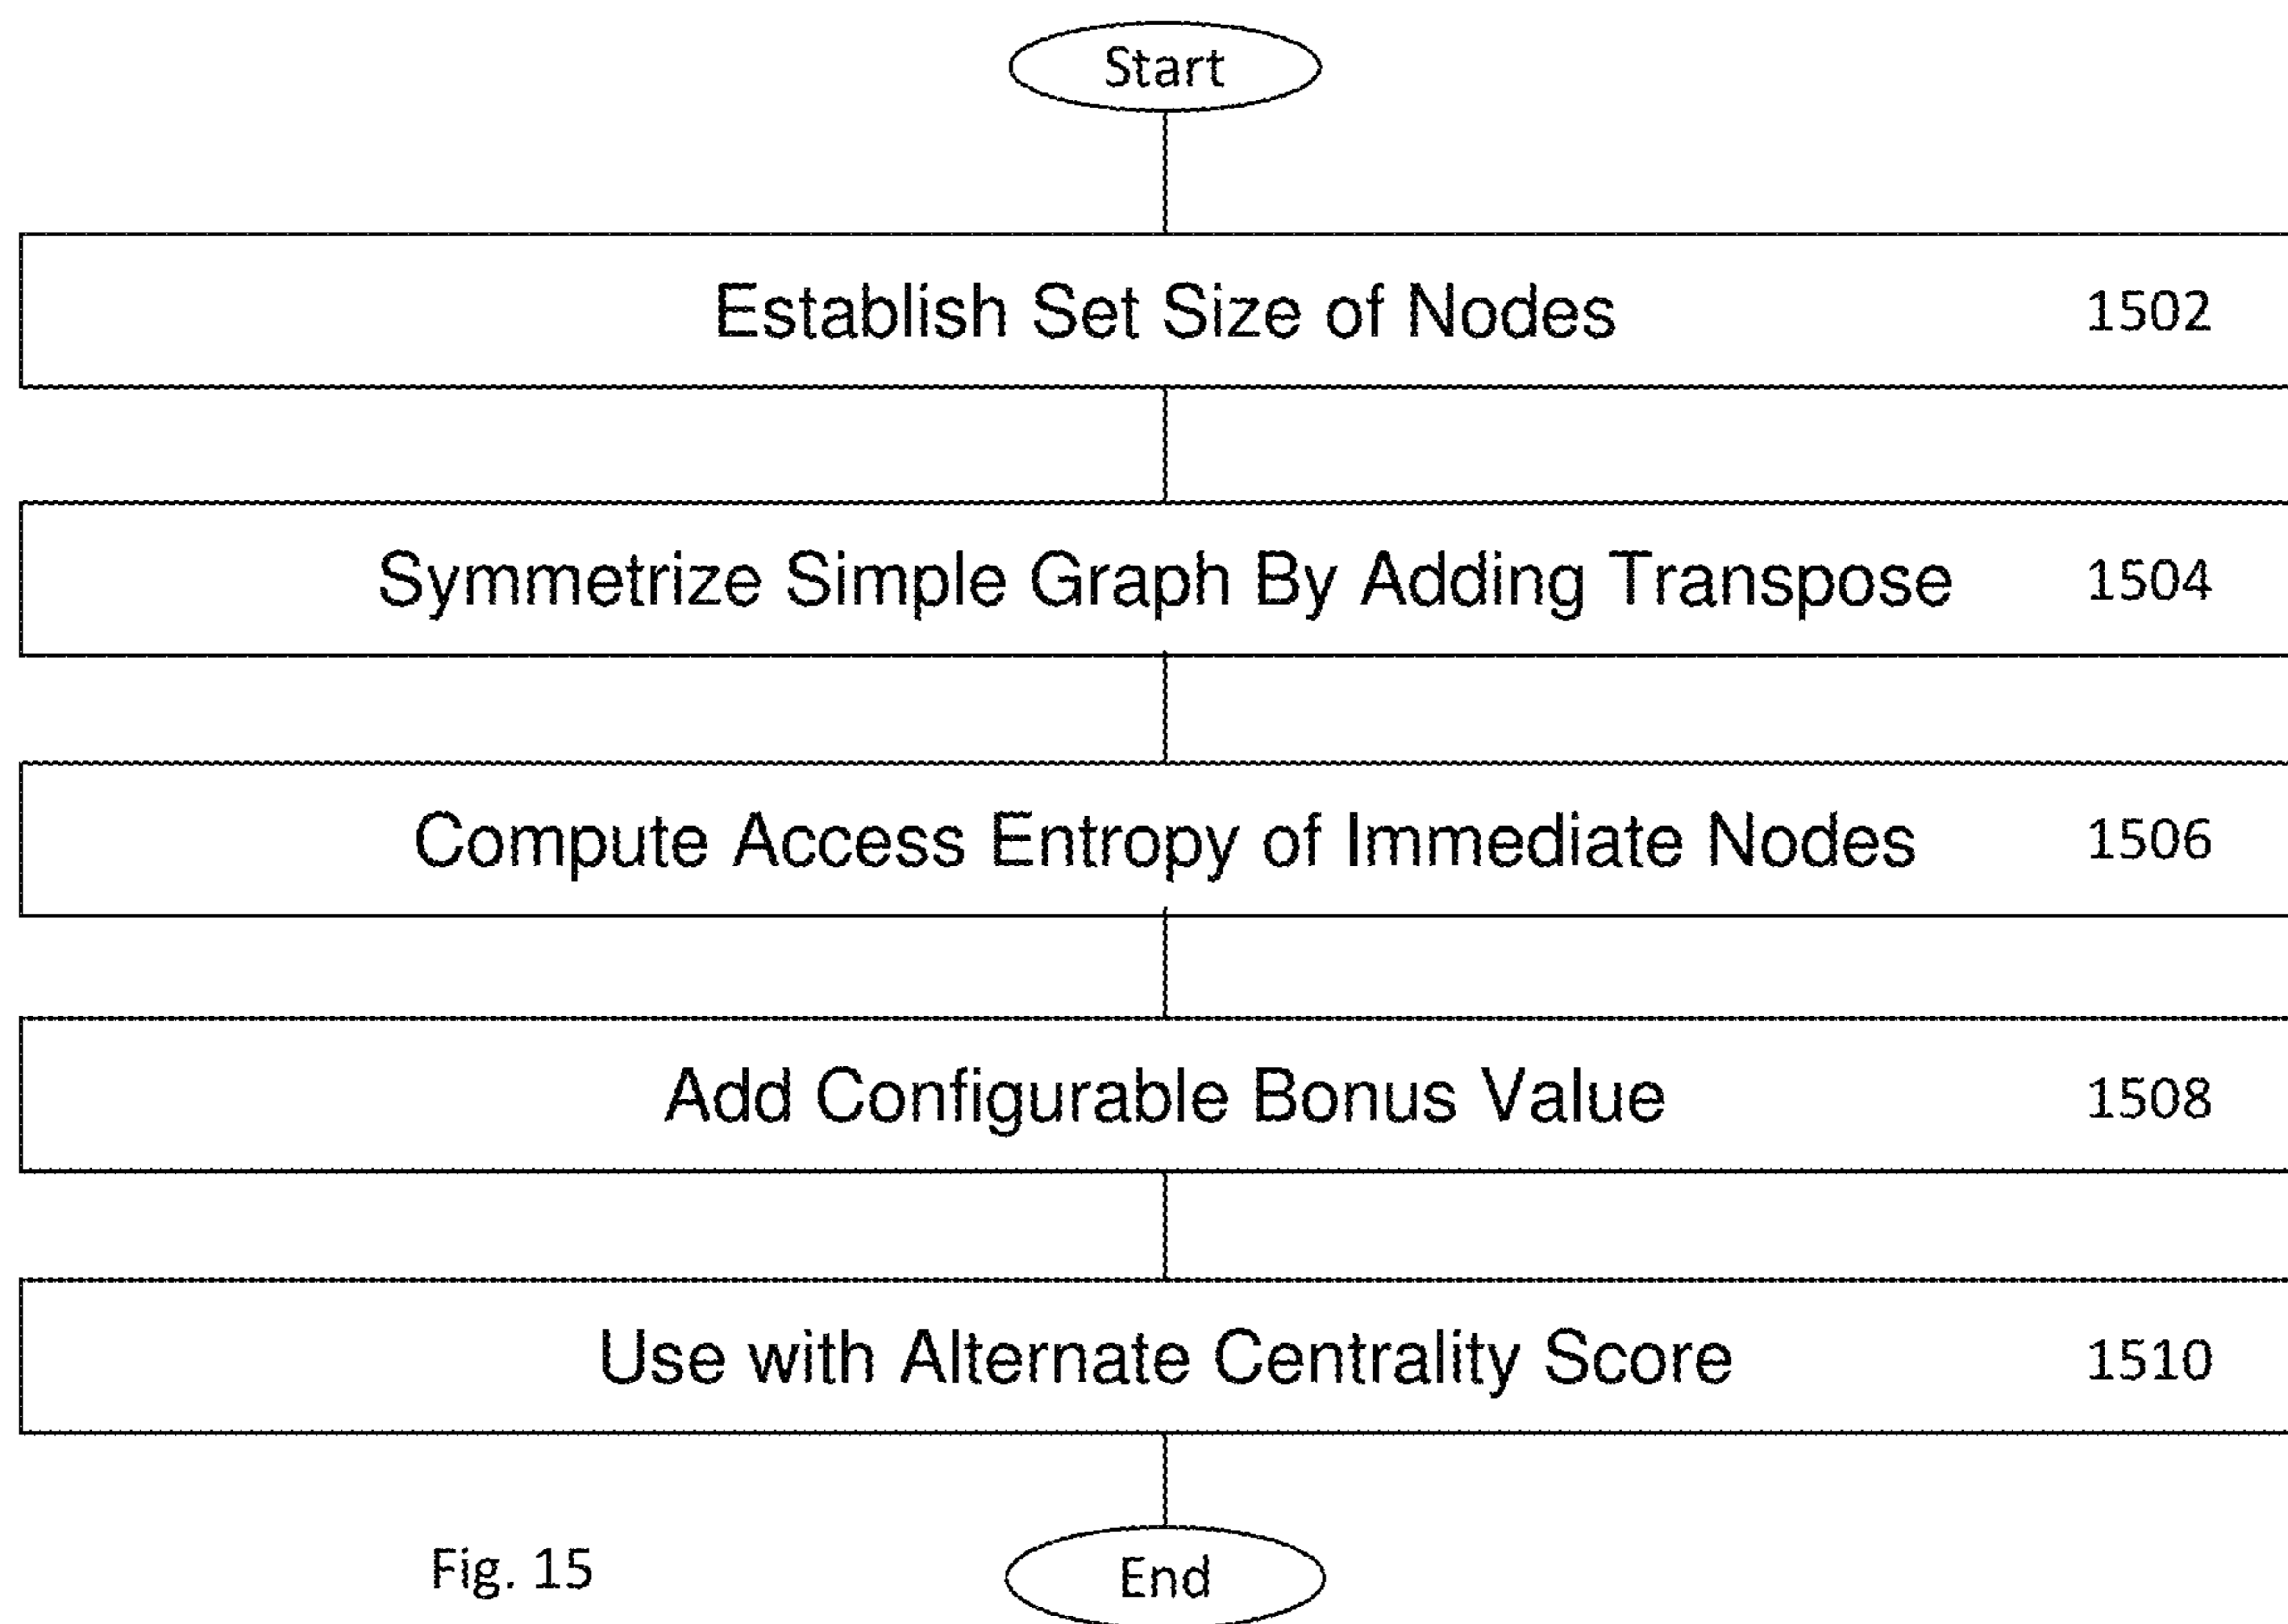 Start
Establish Set Size of Nodes 1502
Symmetrize Simple Graph By Adding Transpose 1504
Compute Access Entropy of Immediate Nodes 1506
Add Configurable Bonus Value 1508
Use with Alternate Centrality Score 1510
Fig. 15
End